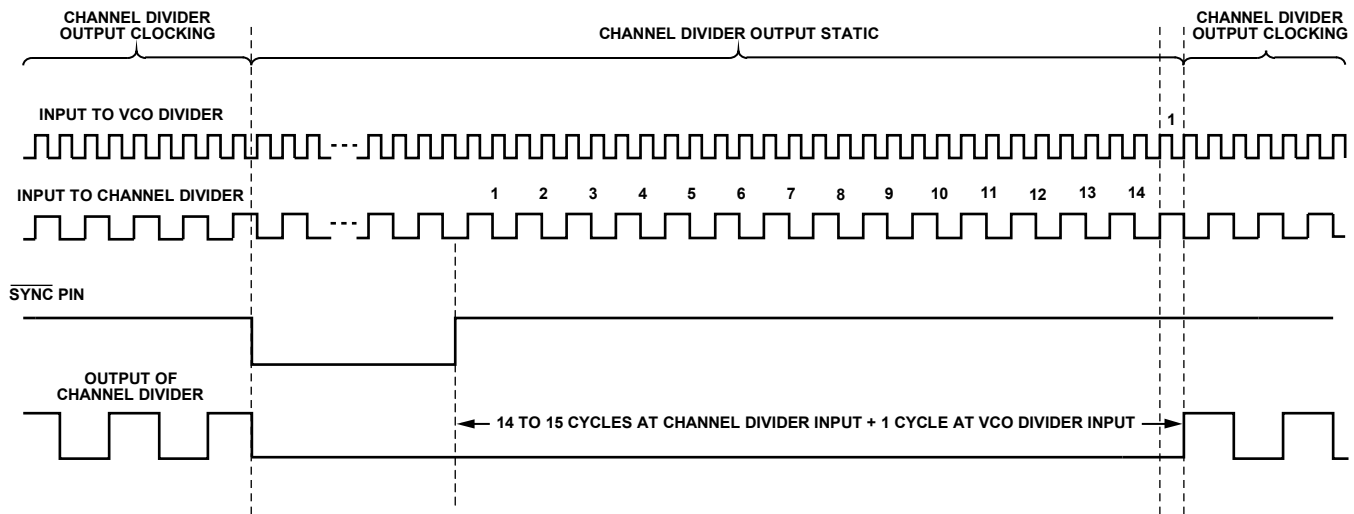 CHANNEL DIVIDER
OUTPUT CLOCKING
CHANNEL DIVIDER OUTPUT STATIC
CHANNEL DIVIDER
OUTPUT CLOCKING
INPUT TO VCO DIVIDER
1
INPUT TO CHANNEL DIVIDER
1 2 3 4 5 6 7 8 9 10 11 12 13 14
SYNC PIN
OUTPUT OF
CHANNEL DIVIDER
14 TO 15 CYCLES AT CHANNEL DIVIDER INPUT + 1 CYCLE AT VCO DIVIDER INPUT